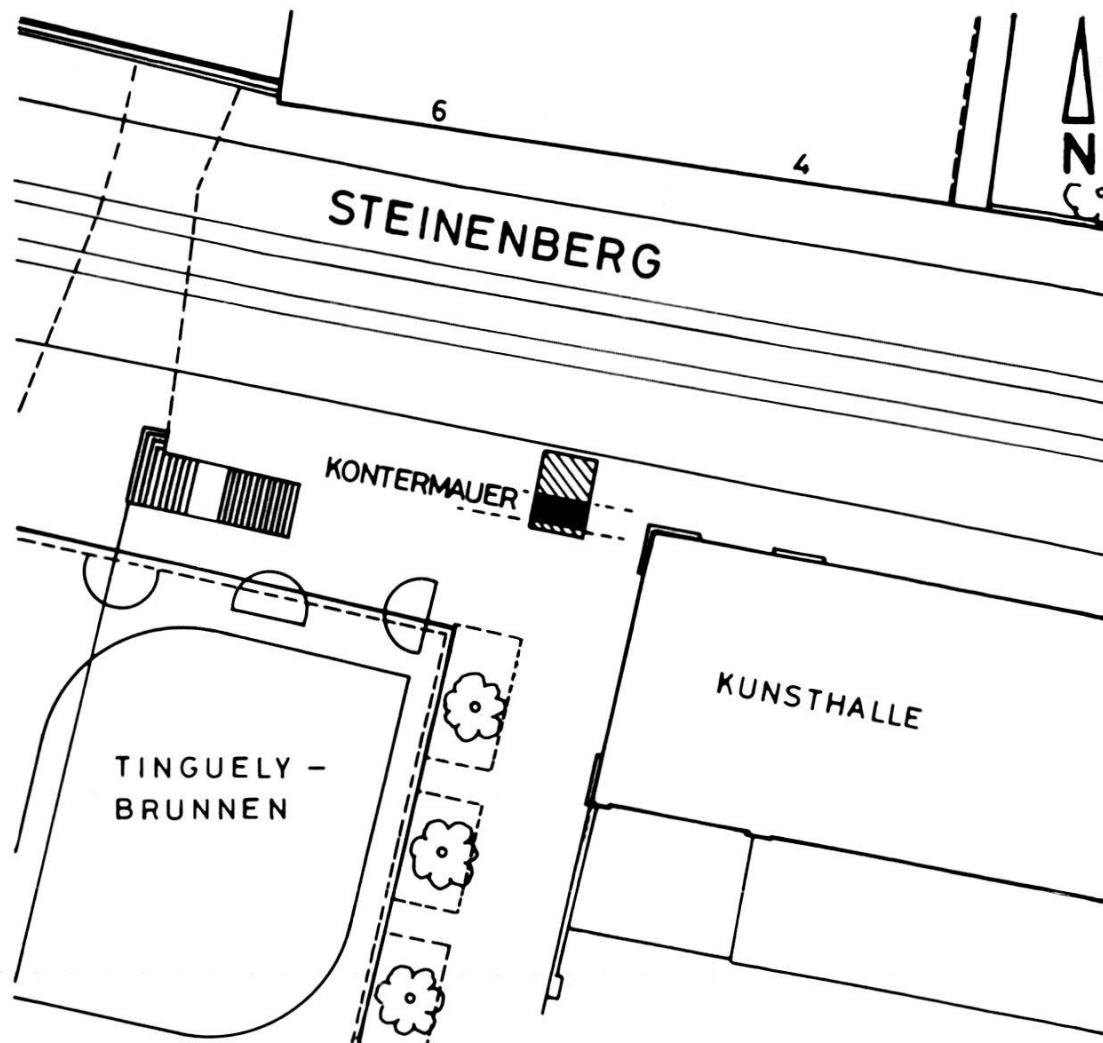 6
4
N
STEINENBERG
KONTERMAUER
KUNSTHALLE
TINGUELY -
BRUNNEN